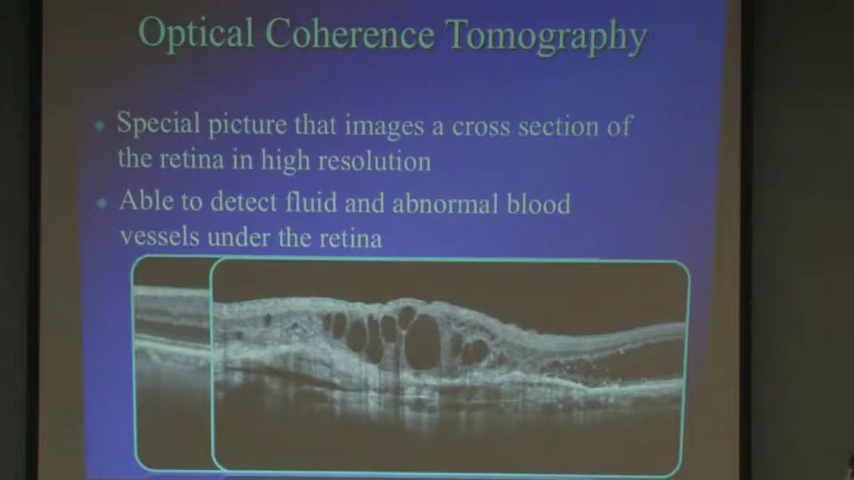 Optical Coherence Tomography
Special picture that images a cross section of
the retina in high resolution
Able to detect fluid and abnormal blood
vessels under the retina